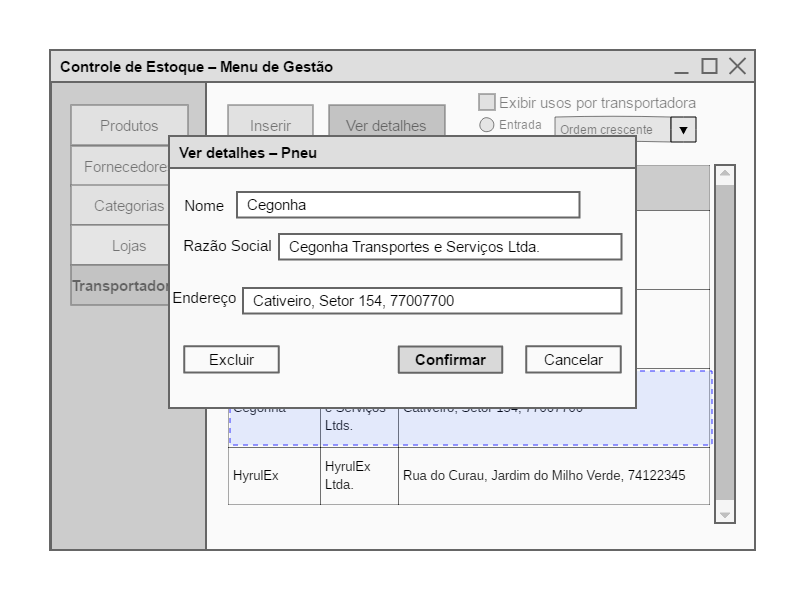 Controle de Estoque – Menu de Gestão
Produtos
Fornecedore
Categorias
Lojas
Transportador
Inserir
Ver detalhes
Exibir usos por transportadora
Entrada
Ordem crescente
Ver detalhes – Pneu
Nome
Cegonha
Razão Social
Cegonha Transportes e Serviços Ltda.
Endereço
Cativeiro, Setor 154, 77007700
Excluir
Confirmar
Cancelar
Cegonha
e Serviços
Ltds.
Cativeiro, Setor 154, 77007700
HyrulEx
HyrulEx
Ltda.
Rua do Curau, Jardim do Milho Verde, 74122345